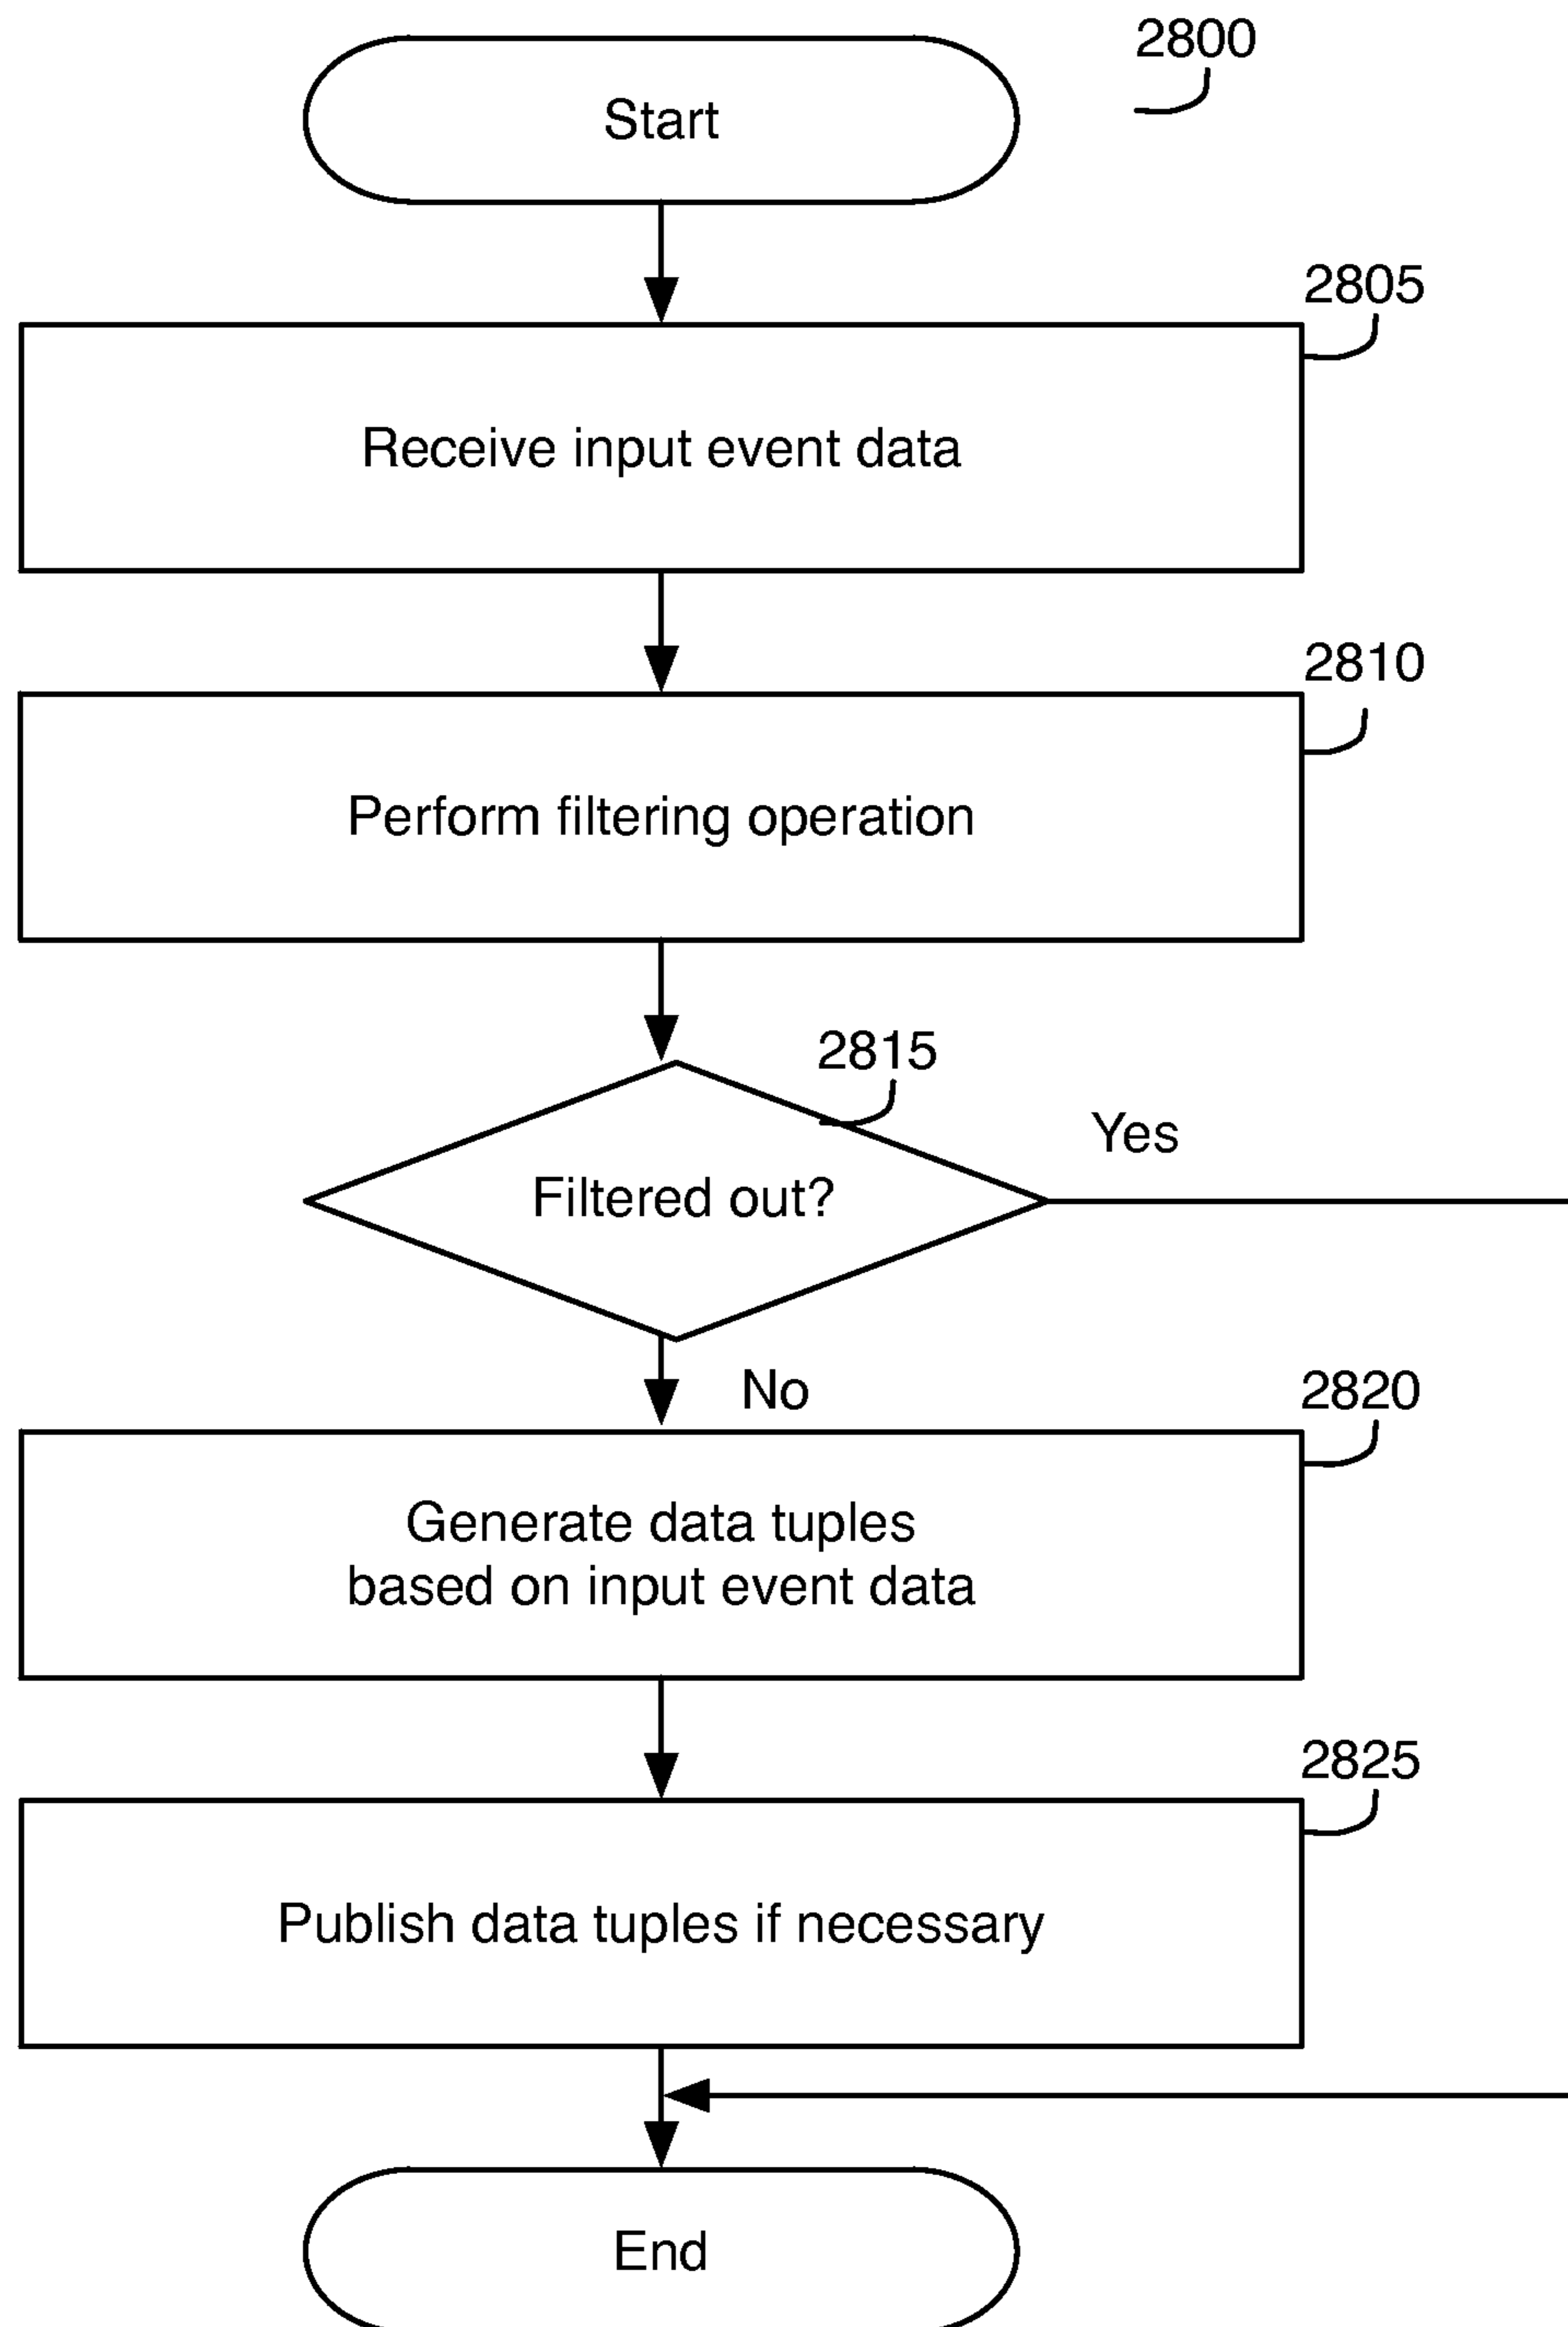 2800
Start
2805
Receive input event data
2810
Perform filtering operation
2815
Yes
Filtered out?
No
2820
Generate data tuples
based on input event data
2825
Publish data tuples if necessary
End